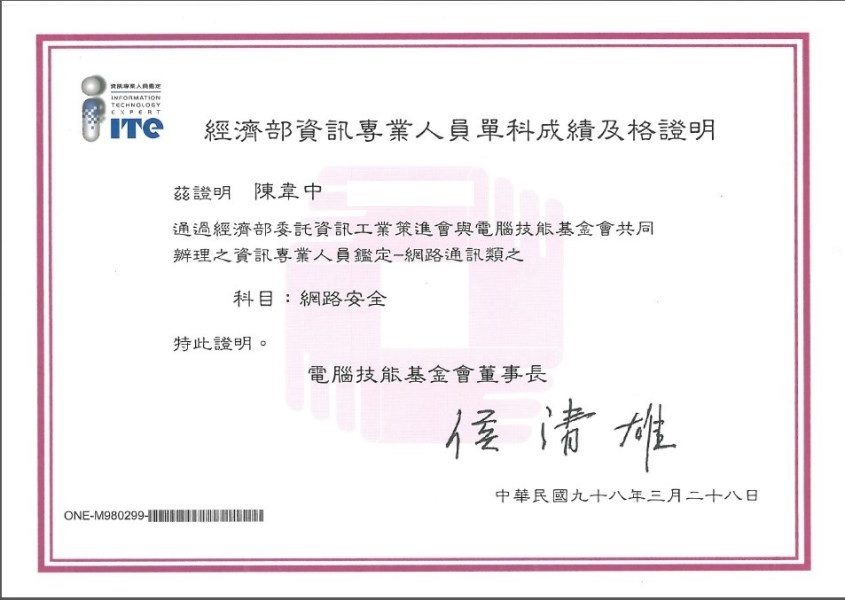 資訊專業人員鑑定
INFORMATION
TECHNOLOGY
EXPERT
ITe
經濟部資訊專業人員單科成績及格證明
茲證明 陳韋中
通過經濟部委託資訊工業策進會與電腦技能基金會共同
辦理之資訊專業人員鑑定–網路通訊類之
科目：網路安全
特此證明。
電腦技能基金會董事長
侯清雄
中華民國九十八年三月二十八日
ONE-M980299-